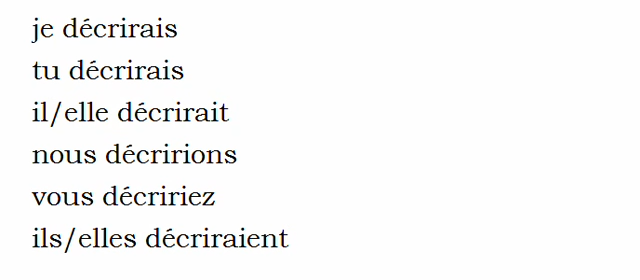 je décrirais
tu décrirais
il/elle décrirait
nous décririons
vous décririez
ils/elles décriraient